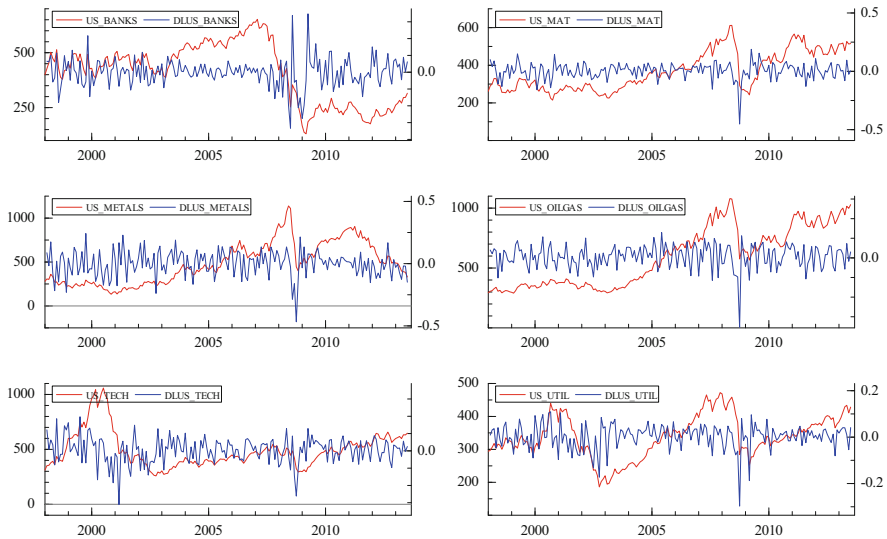 US_BANKS DLUS_BANKS
500
250
0.0
2000 2005 2010
US_MAT DLUS_MAT
600
400
200
0.5
0.0
-0.5
2000 2005 2010
US_METALS DLUS_METALS
1000
500
0
0.5
0.0
-0.5
2000 2005 2010
US_OILGAS DLUS_OILGAS
1000
500
0.0
2000 2005 2010
US_TECH DLUS_TECH
1000
500
0
0.0
2000 2005 2010
US_UTIL DLUS_UTIL
500
400
300
200
0.2
0.0
-0.2
2000 2005 2010